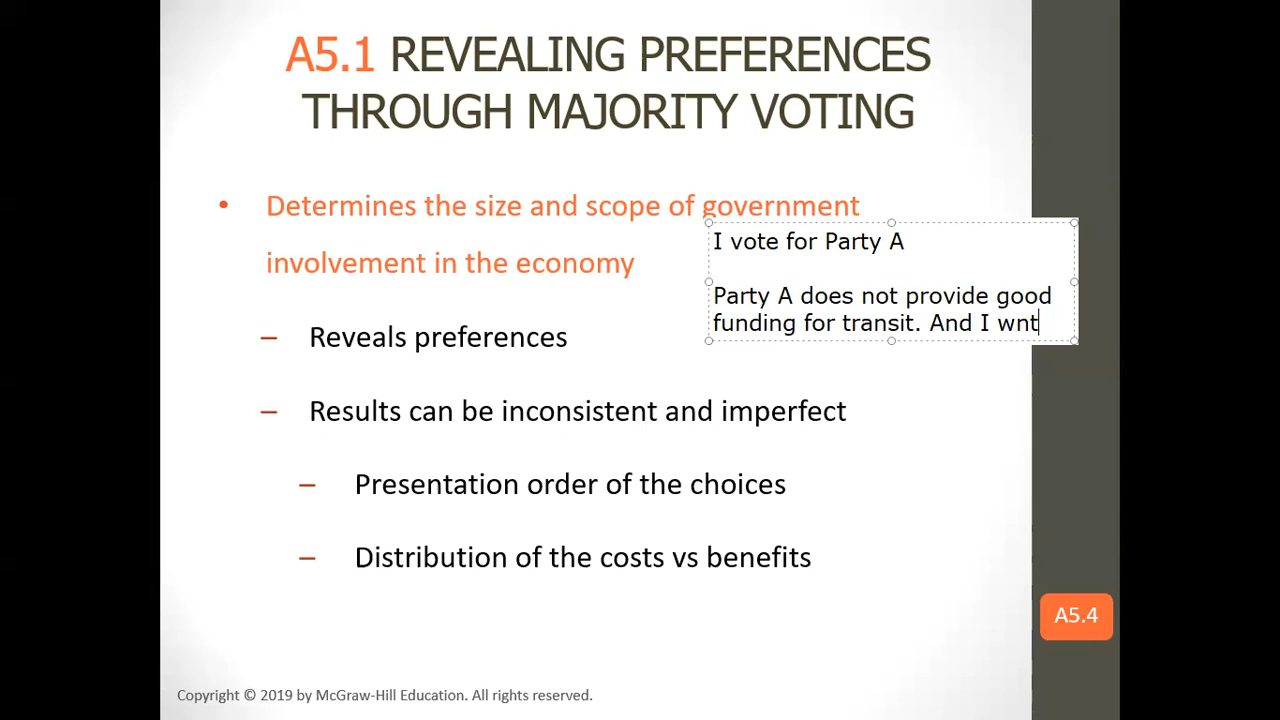 A5.1 REVEALING PREFERENCES
THROUGH MAJORITY VOTING
• Determines the size and scope of government
involvement in the economy
I vote for Party A
Party A does not provide good
funding for transit. And I wnt
– Reveals preferences
– Results can be inconsistent and imperfect
– Presentation order of the choices
– Distribution of the costs vs benefits
A5.4
Copyright © 2019 by McGraw-Hill Education. All rights reserved.